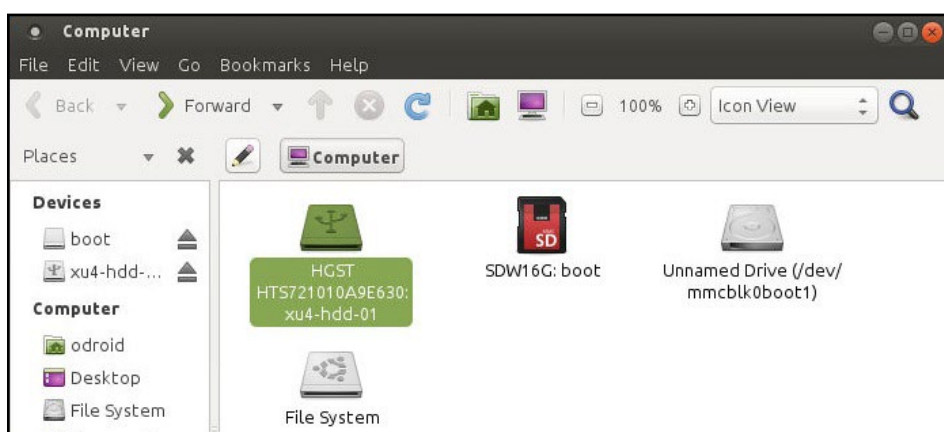 Computer
File Edit View Go Bookmarks Help
Back Forward 100% Icon View
Places Computer
Devices
boot
xu4-hdd-...
Computer
odroid
Desktop
File System
HGST
HTS721010A9E630:
xu4-hdd-01
SDW16G: boot
Unnamed Drive (/dev/
mmcblk0boot1)
File System
SD